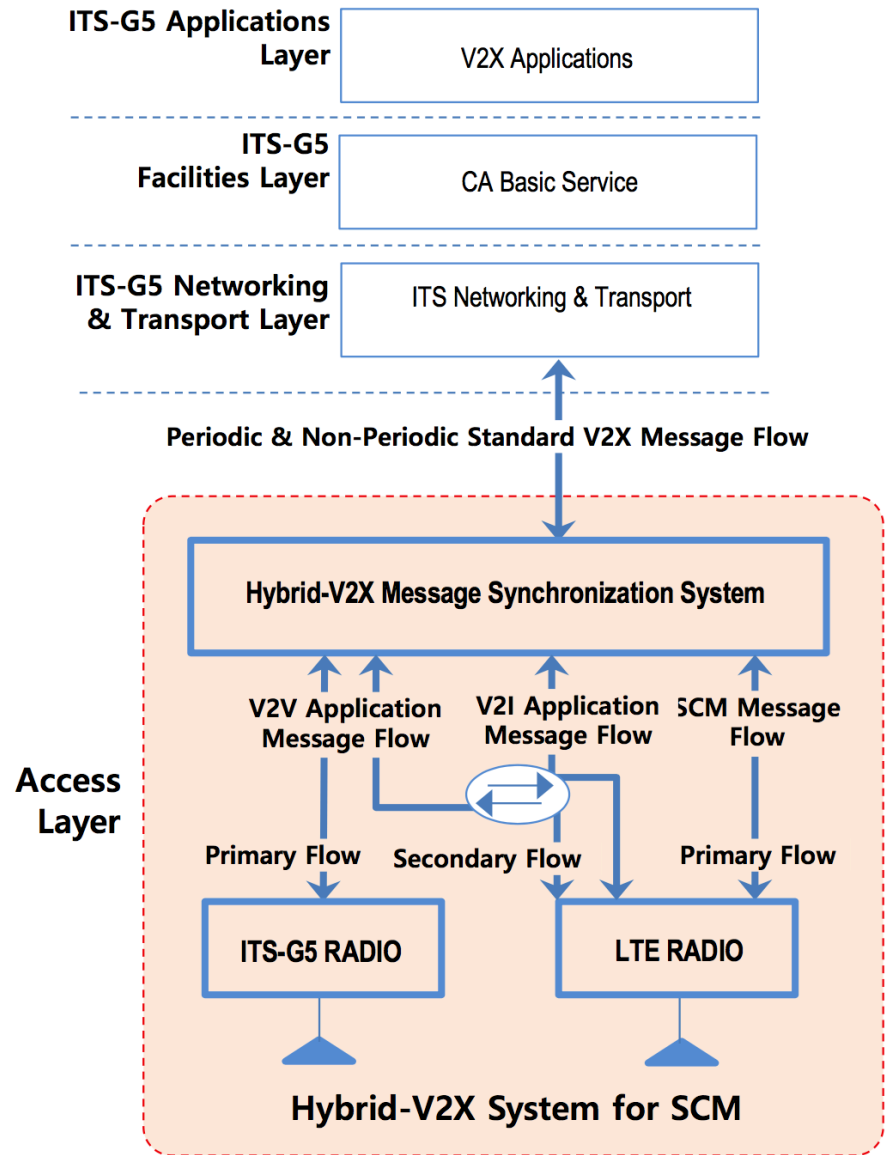 ITS-G5 Applications
Layer
V2X Applications
ITS-G5
Facilities Layer
CA Basic Service
ITS-G5 Networking
& Transport Layer
ITS Networking & Transport
Periodic & Non-Periodic Standard V2X Message Flow
Hybrid-V2X Message Synchronization System
V2V Application
Message Flow
V2I Application
Message Flow
SCM Message
Flow
Access
Layer
Primary Flow
Secondary Flow
Primary Flow
ITS-G5 RADIO
LTE RADIO
Hybrid-V2X System for SCM